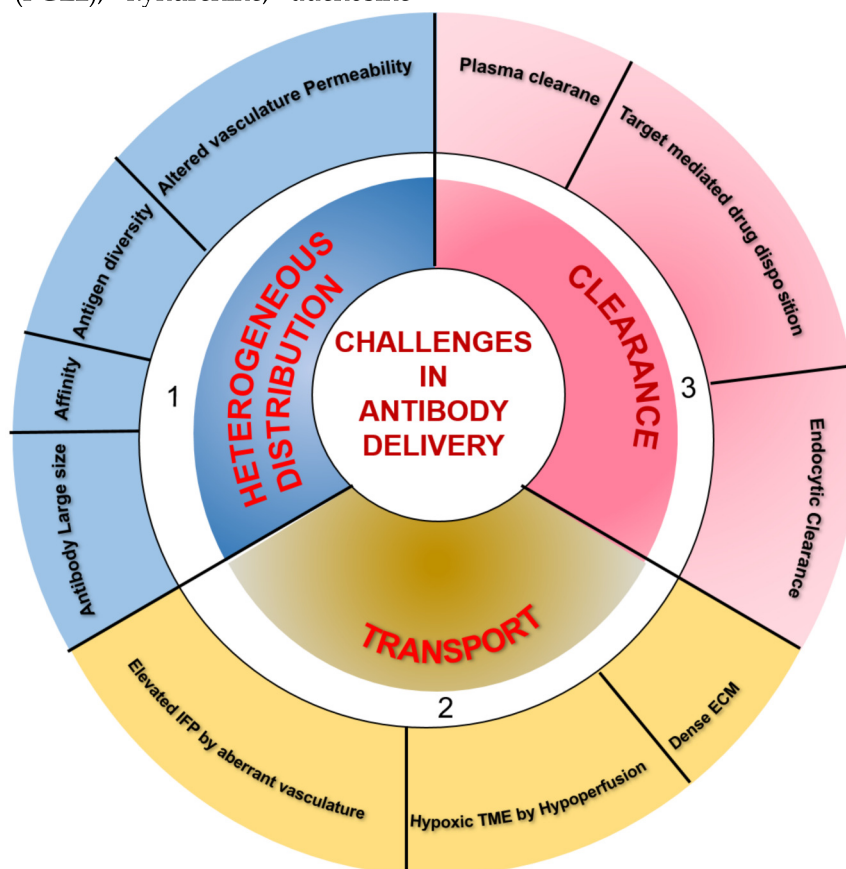 CHALLENGES
IN
ANTIBODY
DELIVERY
1
HETEROGENEOUS
DISTRIBUTION
Altered vasculature Permeability
Antigen diversity
Affinity
Antibody Large size
2
TRANSPORT
Elevated IFP by aberrant vasculature
Hypoxic TME by Hypoperfusion
Dense ECM
3
CLEARANCE
Plasma clearane
Target mediated drug dispo sition
Endocytic Clearance